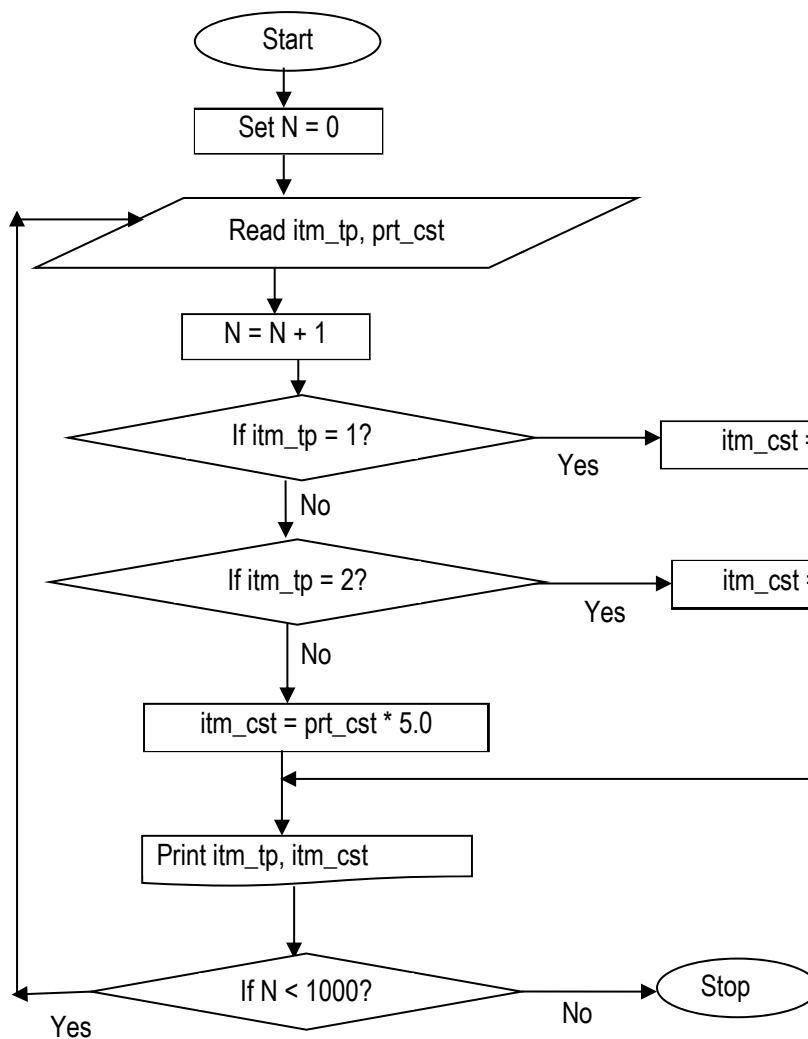 Start
Set N = 0
Read itm_tp, prt_cst
N = N + 1
If itm_tp = 1?
Yes
itm_cst =
No
If itm_tp = 2?
Yes
itm_cst =
No
itm_cst = prt_cst * 5.0
Print itm_tp, itm_cst
If N < 1000?
Yes
No
Stop